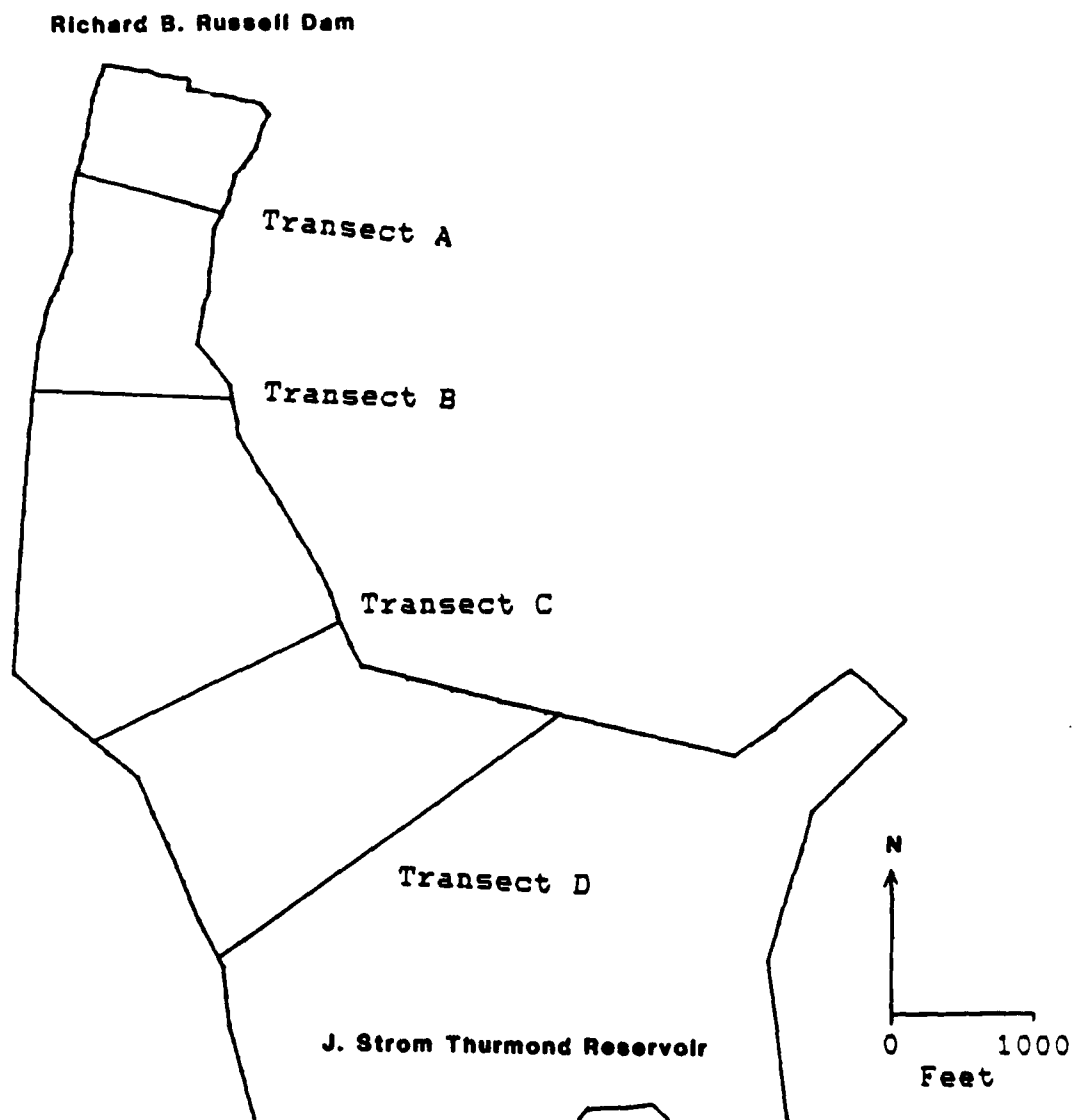 Richard B. Russell Dam
Transect A
Transect B
Transect C
Transect D
N
J. Strom Thurmond Reservoir
0 1000
Feet